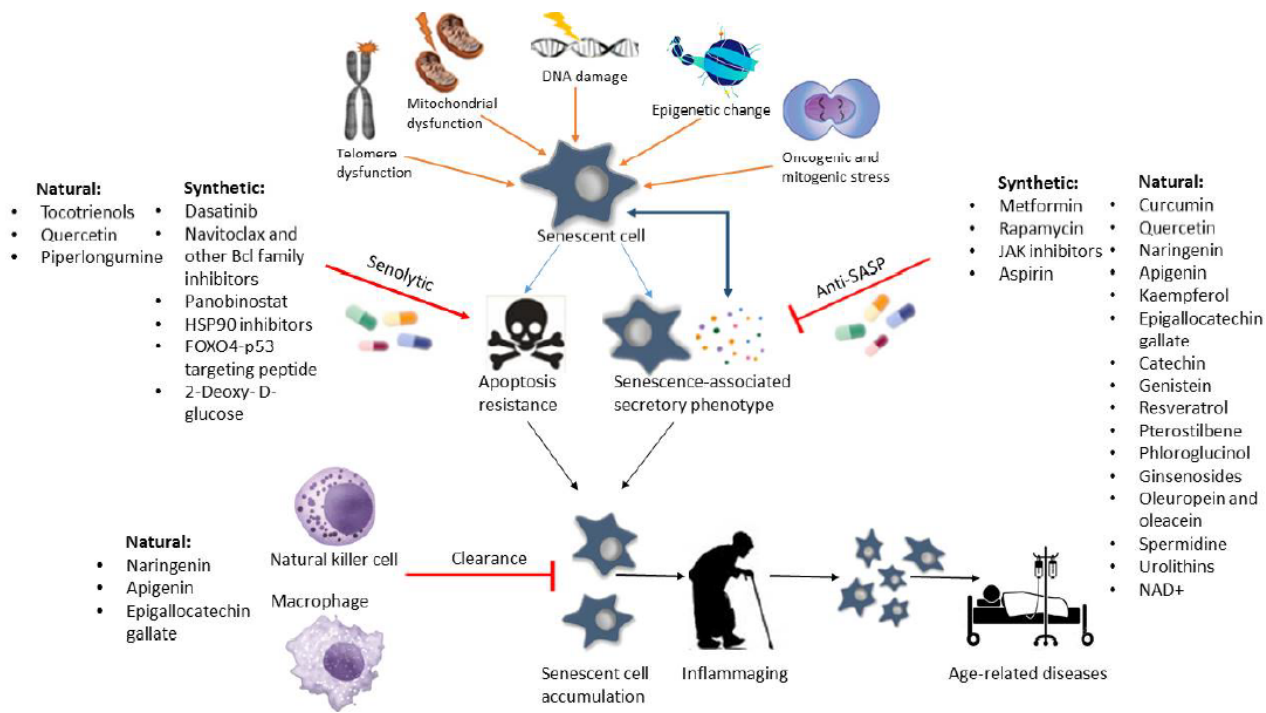 DNA damage
Mitochondrial
dysfunction
Epigenetic change
Telomere
dysfunction
Oncogenic and
mitogenic stress
Natural:
• Tocotrienols
• Quercetin
• Piperlongumine
Synthetic:
• Dasatinib
• Navitoclax and
other Bcl family
inhibitors
• Panobinostat
• HSP90 inhibitors
• FOXO4-p53
targeting peptide
• 2-Deoxy- D-
glucose
Senescent cell
Senolytic
Anti-SASP
Synthetic:
• Metformin
• Rapamycin
• JAK inhibitors
• Aspirin
Natural:
• Curcumin
• Quercetin
• Naringenin
• Apigenin
• Kaempferol
• Epigallocatechin
gallate
• Catechin
• Genistein
• Resveratrol
• Pterostilbene
• Phloroglucinol
• Ginsenosides
• Oleuropein and
oleacein
• Spermidine
• Urolithins
• NAD+
Apoptosis
resistance
Senescence-associated
secretory phenotype
Natural:
• Naringenin
• Apigenin
• Epigallocatechin
gallate
Natural killer cell
Macrophage
Clearance
Senescent cell
accumulation
Inflammaging
Age-related diseases